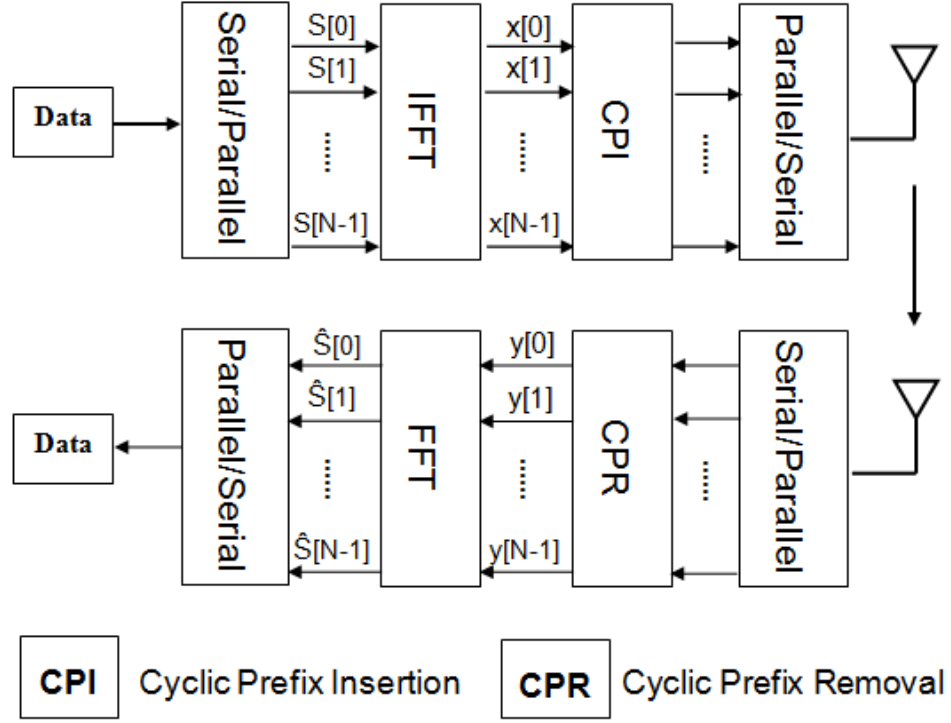 Data
Serial/Parallel
S[0]
S[1]
......
S[N-1]
IFFT
x[0]
x[1]
......
x[N-1]
CPI
......
Parallel/Serial
Data
Parallel/Serial
Ŝ[0]
Ŝ[1]
......
Ŝ[N-1]
FFT
y[0]
y[1]
......
y[N-1]
CPR
......
Serial/Parallel
CPI Cyclic Prefix Insertion
CPR Cyclic Prefix Removal